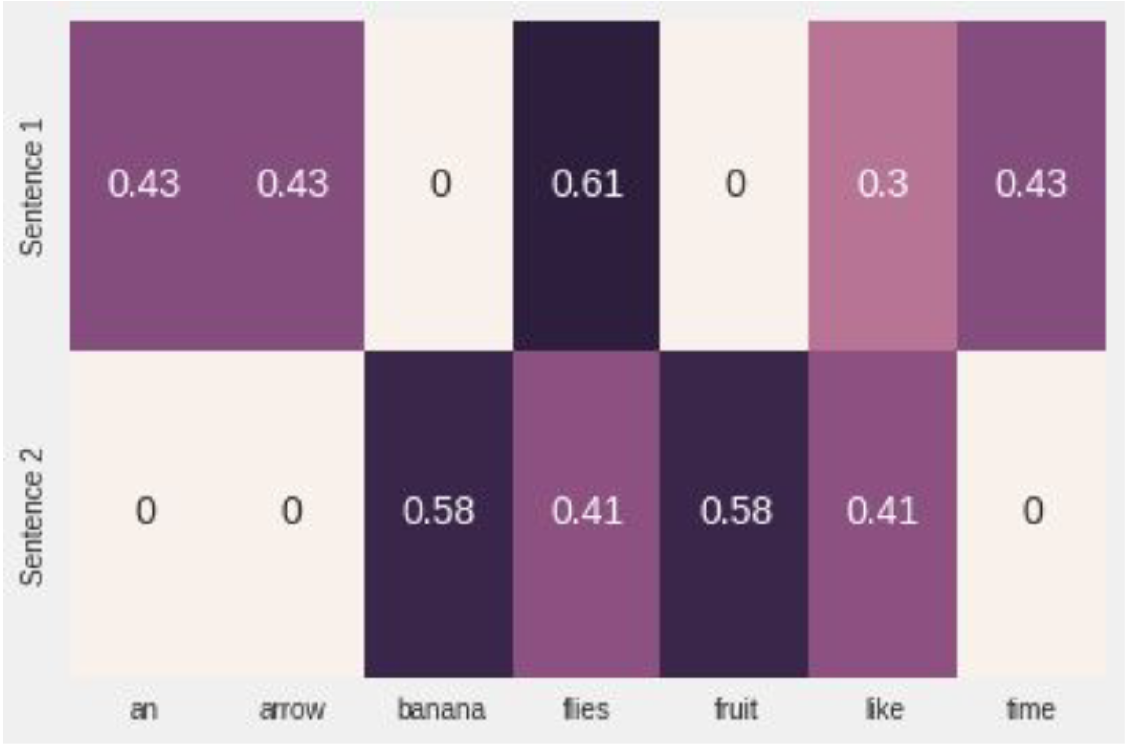 Sentence 1
0.43 0.43 0 0.61 0 0.3 0.43
Sentence 2
0 0 0.58 0.41 0.58 0.41 0
an arrow banana flies fruit like time